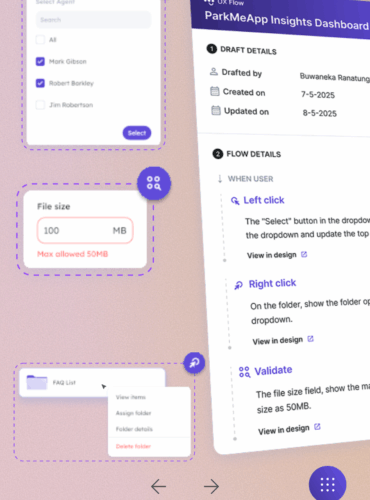 Select Agent
Search
All
Mark Gibson
Robert Barkley
Jim Robertson
Select
File size
100
MB
Max allowed 50MB
FAQ List
View items
Assign folder
Folder details
Delete folder
UX Flow
ParkMeApp Insights Dashboard
1 DRAFT DETAILS
Drafted by
Buwaneka Ranatung
Created on
7-5-2025
Updated on
8-5-2025
2 FLOW DETAILS
WHEN USER
Left click
The "Select" button in the dropdow
the dropdown and update the top
View in design
Right click
On the folder, show the folder op
dropdown.
View in design
Validate
The file size field, show the ma
size as 50MB.
View in design